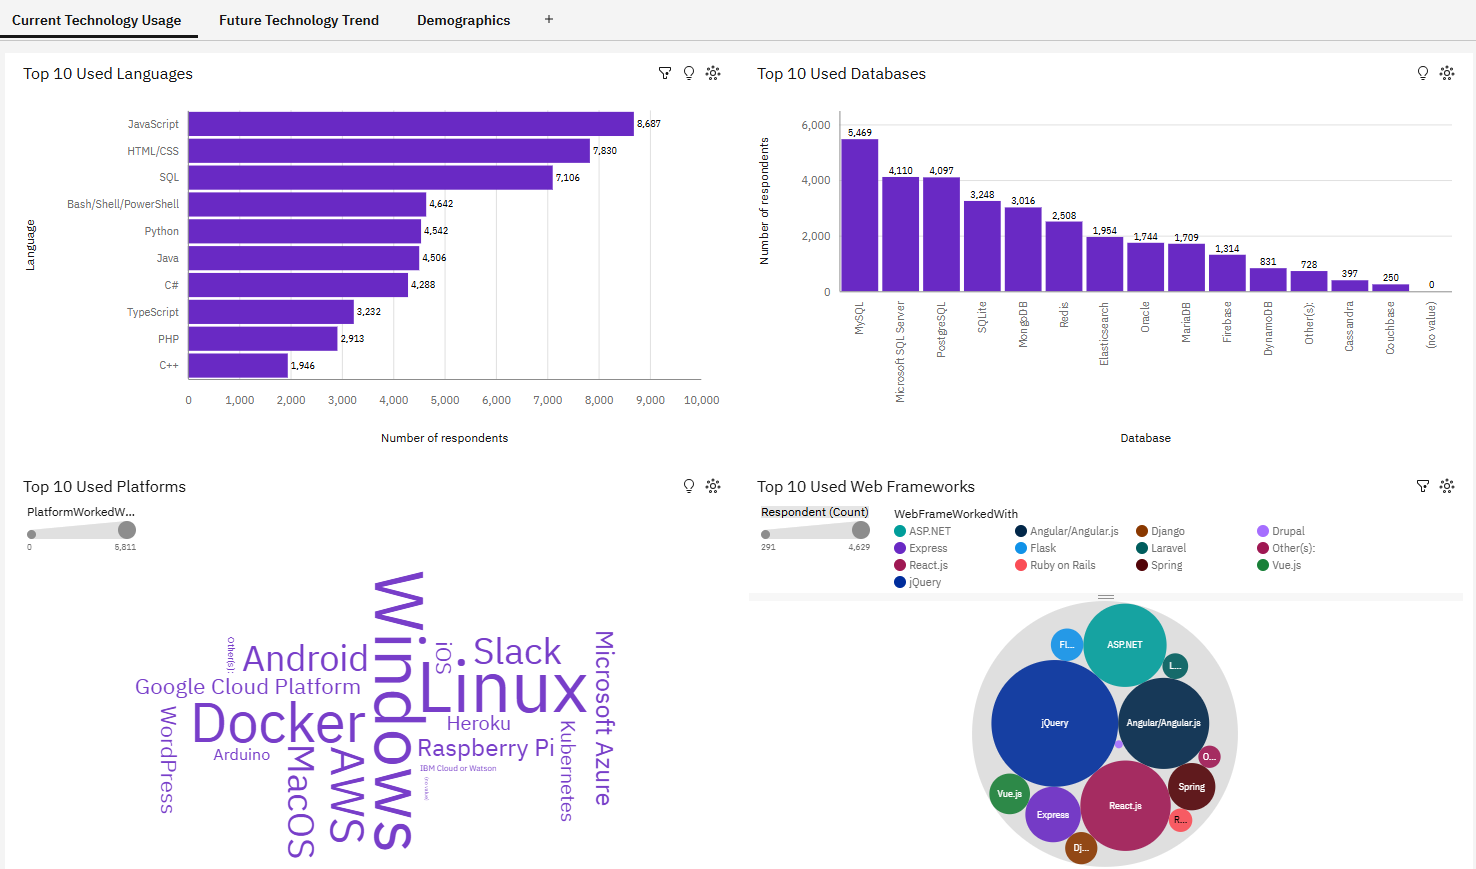 Current Technology Usage
Future Technology Trend
Demographics
+
Top 10 Used Languages
Language
JavaScript
8,687
HTML/CSS
7,830
SQL
7,106
Bash/Shell/PowerShell
4,642
Python
4,542
Java
4,506
C#
4,288
TypeScript
3,232
PHP
2,913
C++
1,946
0 1,000 2,000 3,000 4,000 5,000 6,000 7,000 8,000 9,000 10,000
Number of respondents
Top 10 Used Databases
Number of respondents
6,000
4,000
2,000
0
5,469
4,110
4,097
3,248
3,016
2,508
1,954
1,744
1,709
1,314
831
728
397
250
0
MySQL
Microsoft SQL Server
PostgreSQL
SQLite
MongoDB
Redis
Elasticsearch
Oracle
MariaDB
Firebase
DynamoDB
Other(s):
Cassandra
Couchbase
(no value)
Database
Top 10 Used Platforms
PlatformWorkedW...
0 5,811
Windows
Other(s):
Android
iOS
Slack
Microsoft Azure
Google Cloud Platform
Linux
WordPress
Docker
Heroku
Kubernetes
Arduino
MacOS
AWS
Raspberry Pi
IBM Cloud or Watson
(no value)
Top 10 Used Web Frameworks
Respondent (Count)
291 4,629
WebFrameWorkedWith
ASP.NET
Angular/Angular.js
Django
Drupal
Express
Flask
Laravel
Other(s):
React.js
Ruby on Rails
Spring
Vue.js
jQuery
Fl...
ASP.NET
L...
jQuery
Angular/Angular.js
O...
Vue.js
Express
React.js
Spring
R...
Dj...